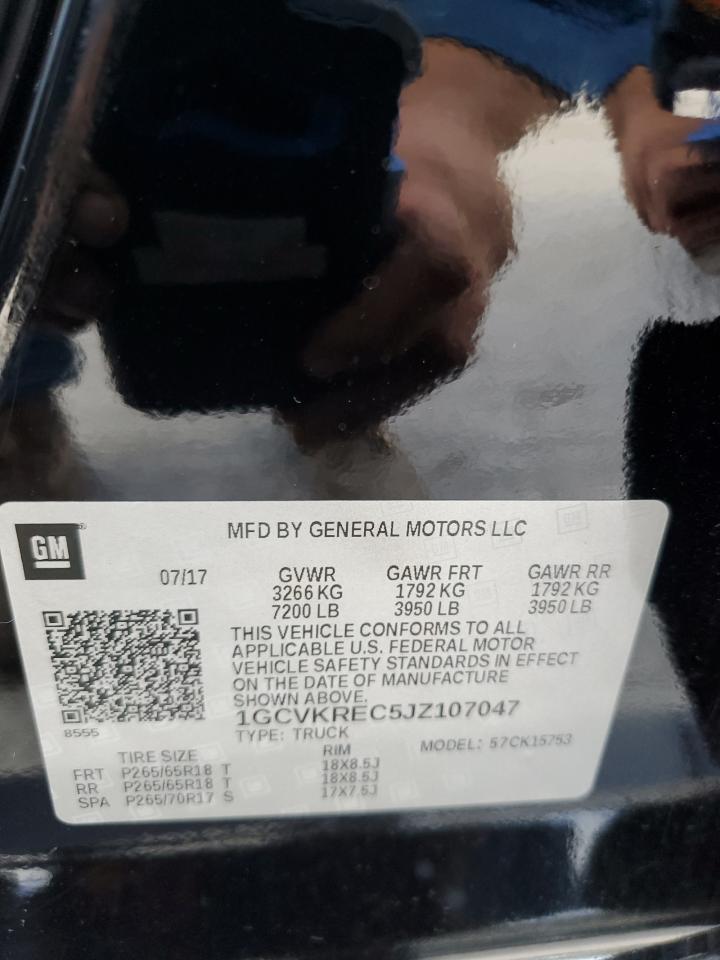 GM
MFD BY GENERAL MOTORS LLC
07/17 GVWR GAWR FRT GAWR RR
3266 KG 1792 KG 1792 KG
7200 LB 3950 LB 3950 LB
THIS VEHICLE CONFORMS TO ALL
APPLICABLE U.S. FEDERAL MOTOR
VEHICLE SAFETY STANDARDS IN EFFECT
ON THE DATE OF MANUFACTURE
SHOWN ABOVE.
1GCVKREC5JZ107047
8555
TYPE: TRUCK MODEL: 57CK15753
TIRE SIZE RIM
FRT P265/65R18 T 18X8.5J
RR P265/65R18 T 18X8.5J
SPA P265/70R17 S 17X7.5J